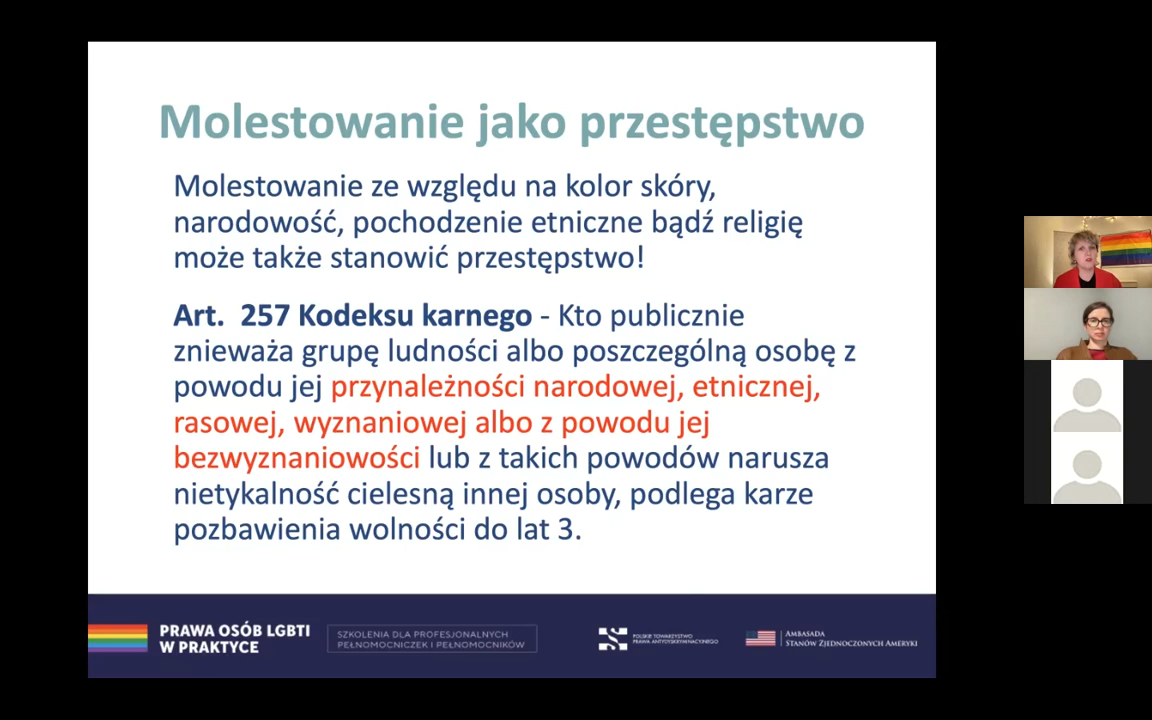 Molestowanie jako przestępstwo
Molestowanie ze względu na kolor skóry,
narodowość, pochodzenie etniczne bądź religię
może także stanowić przestępstwo!
Art. 257 Kodeksu karnego - Kto publicznie
znieważa grupę ludności albo poszczególną osobę z
powodu jej przynależności narodowej, etnicznej,
rasowej, wyznaniowej albo z powodu jej
bezwyznaniowości lub z takich powodów narusza
nietykalność cielesną innej osoby, podlega karze
pozbawienia wolności do lat 3.
PRAWA OSÓB LGBTI
W PRAKTYCE
SZKOLENIA DLA PROFESJONALNYCH
PEŁNOMOCNICZEK I PEŁNOMOCNIKÓW
POLSKIE TOWARZYSTWO
PRAWA ANTYDYSKRYMINACYJNEGO
AMBASADA
STANÓW ZJEDNOCZONYCH AMERYKI